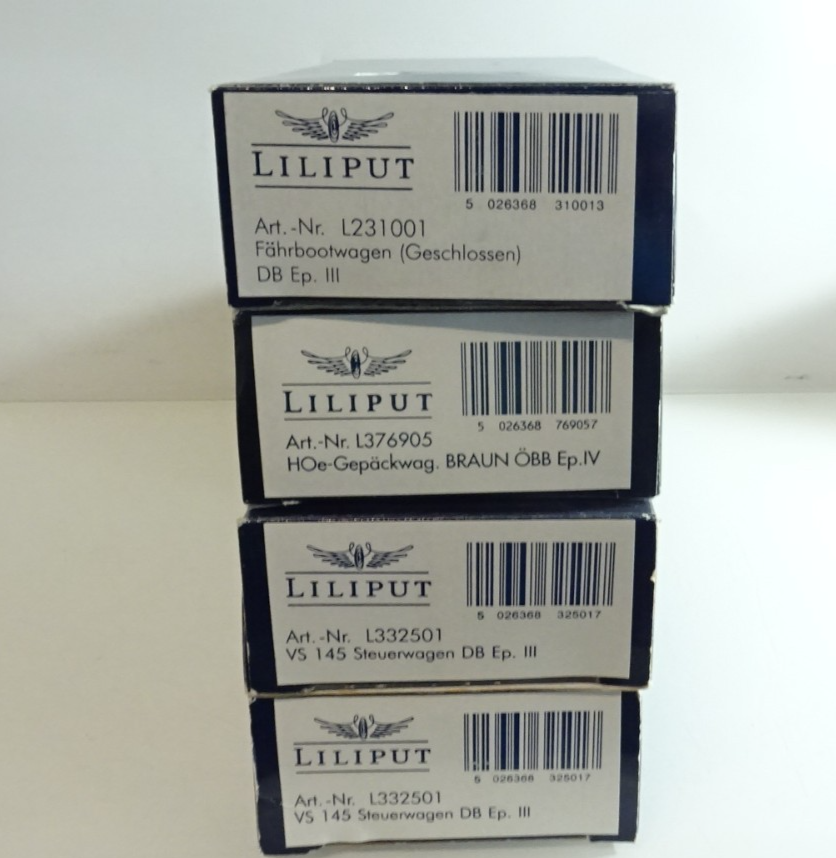 LILIPUT
5 026368 310013
Art.-Nr. L231001
Fährbootwagen (Geschlossen)
DB Ep. III
LILIPUT
5 026368 769057
Art.-Nr. L376905
HOe-Gepäckwag. BRAUN ÖBB Ep.IV
LILIPUT
5 026368 325017
Art.-Nr. L332501
VS 145 Steuerwagen DB Ep. III
LILIPUT
5 026368 325017
Art.-Nr. L332501
VS 145 Steuerwagen DB Ep. III